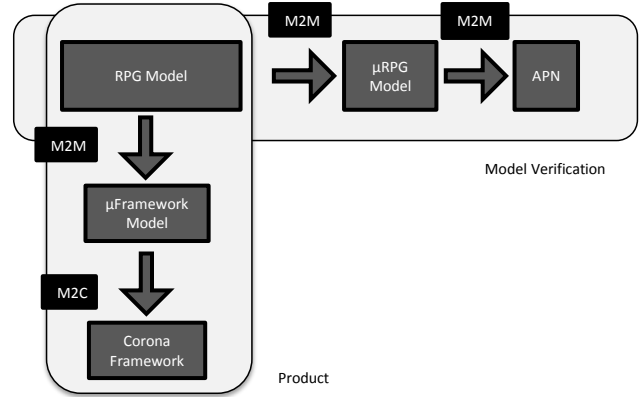 M2M
M2M
RPG Model
μRPG
Model
APN
M2M
Model Verification
μFramework
Model
M2C
Corona
Framework
Product